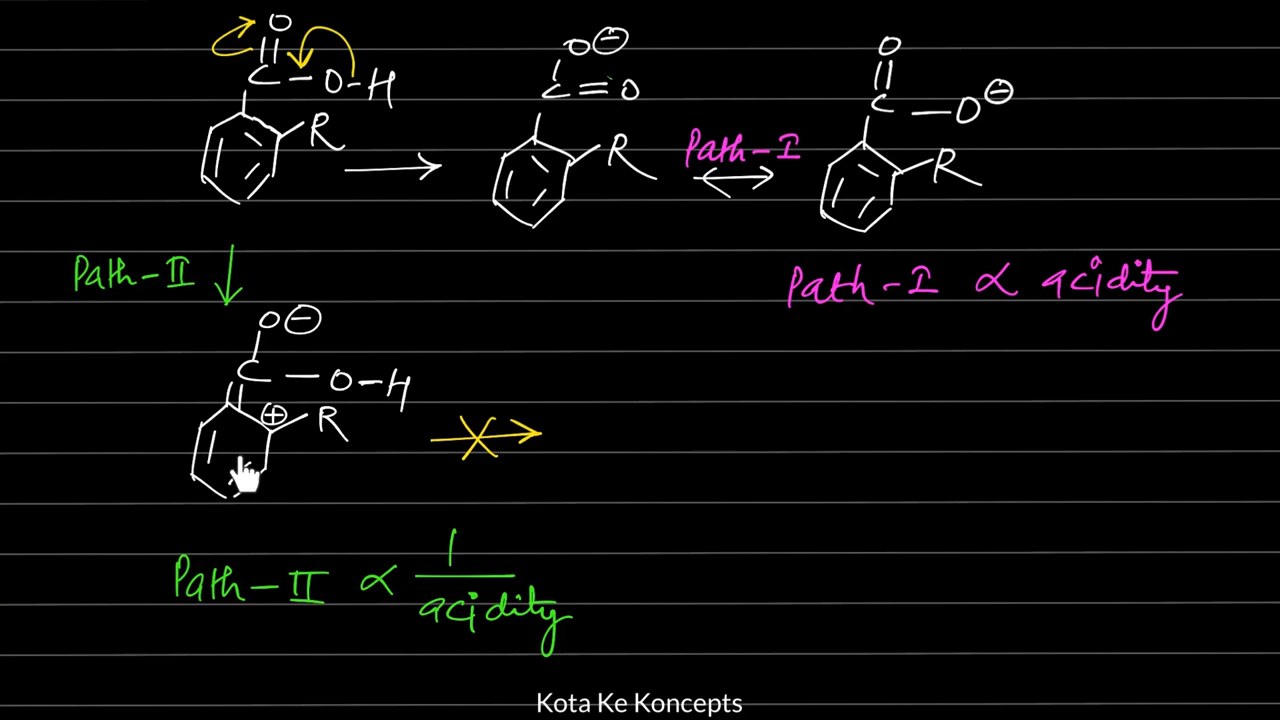 O
C - O - H
R
O⊖
C = O
R
Path - I
O
C - O⊖
R
Path - II
Path - I ∝ acidity
O⊖
C - O - H
⊕ R
Path - II ∝ 1/acidity
Kota Ke Koncepts